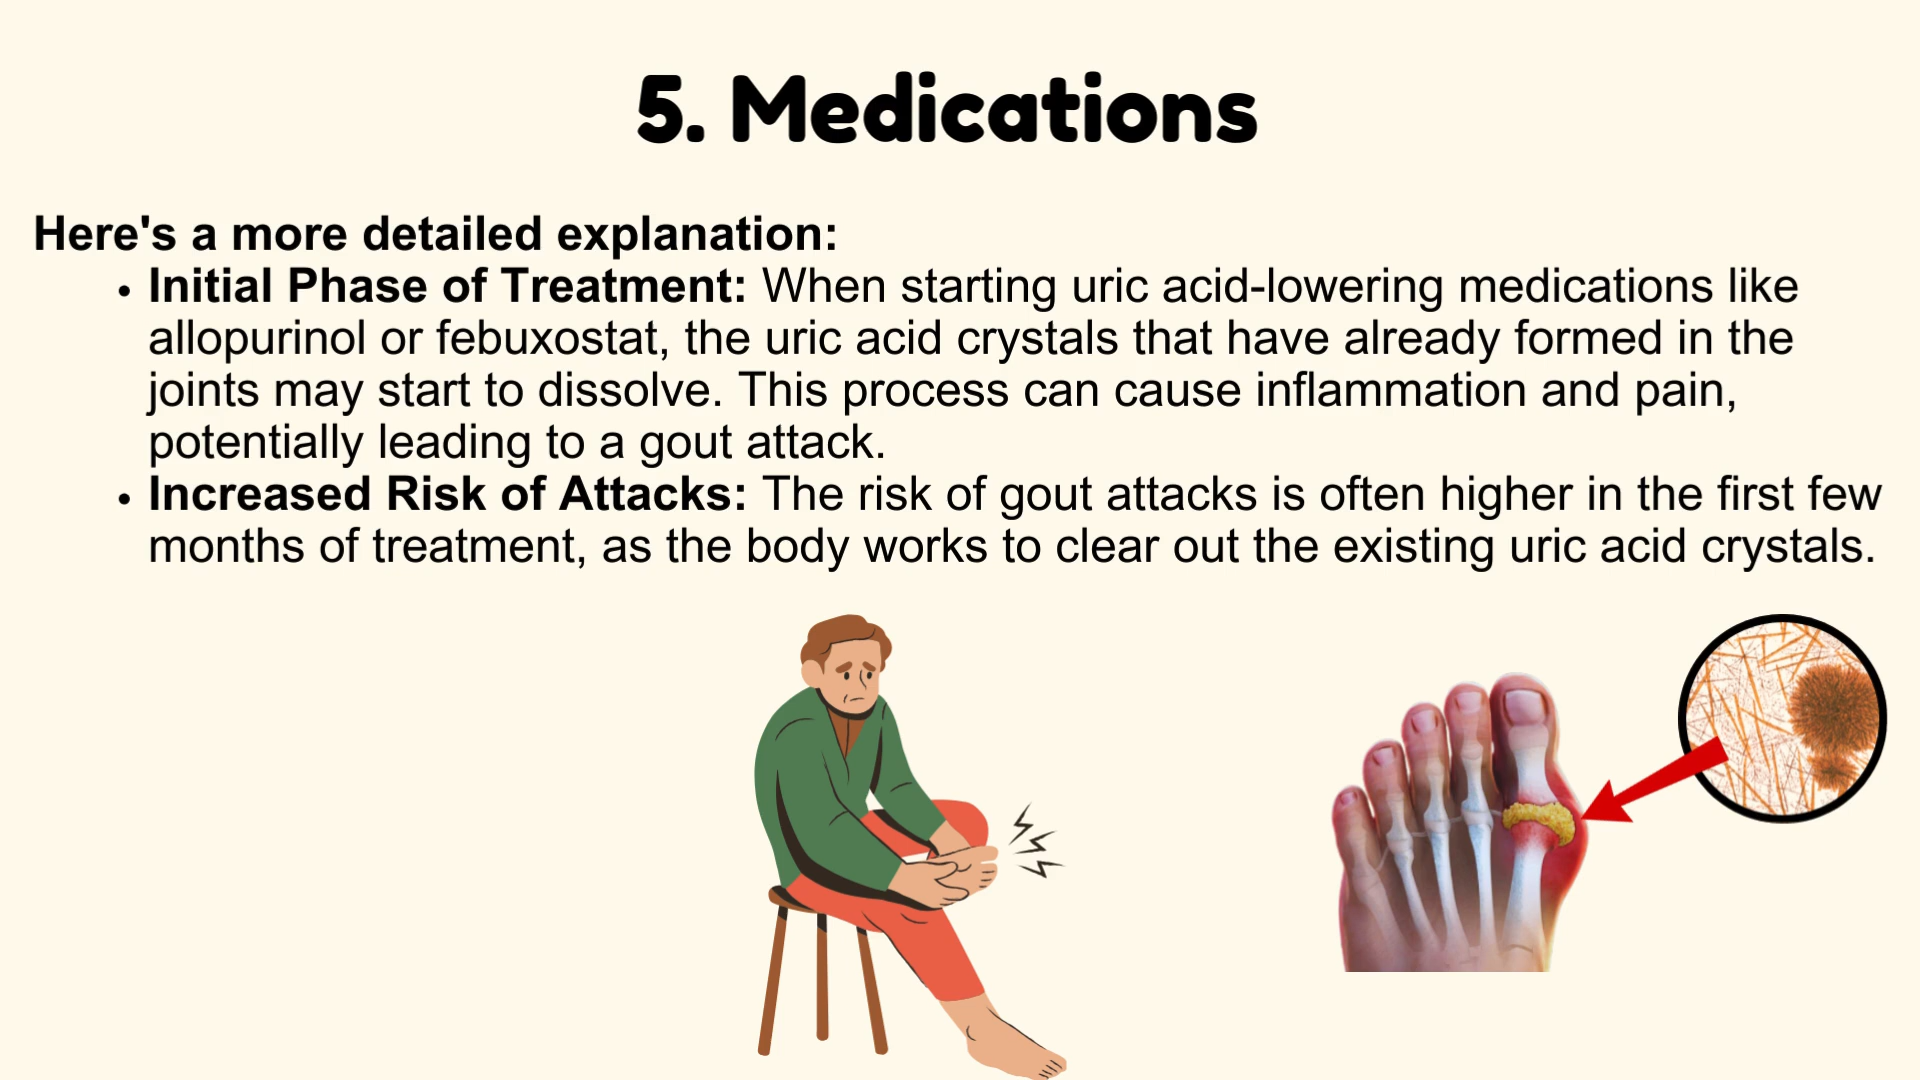 5. Medications
Here's a more detailed explanation:
• Initial Phase of Treatment: When starting uric acid-lowering medications like
allopurinol or febuxostat, the uric acid crystals that have already formed in the
joints may start to dissolve. This process can cause inflammation and pain,
potentially leading to a gout attack.
• Increased Risk of Attacks: The risk of gout attacks is often higher in the first few
months of treatment, as the body works to clear out the existing uric acid crystals.